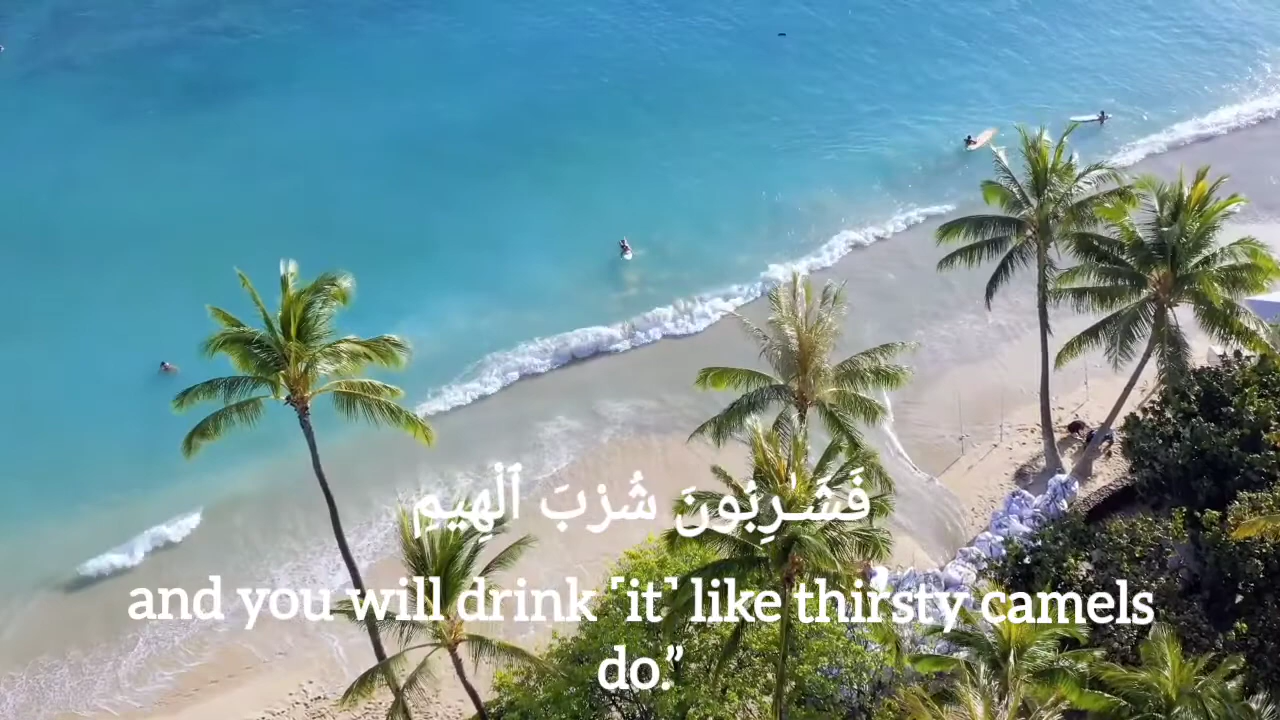 فَشَـٰرِبُونَ شُرْبَ ٱلْهِيمِ
and you will drink ˹it˺ like thirsty camels
do.”